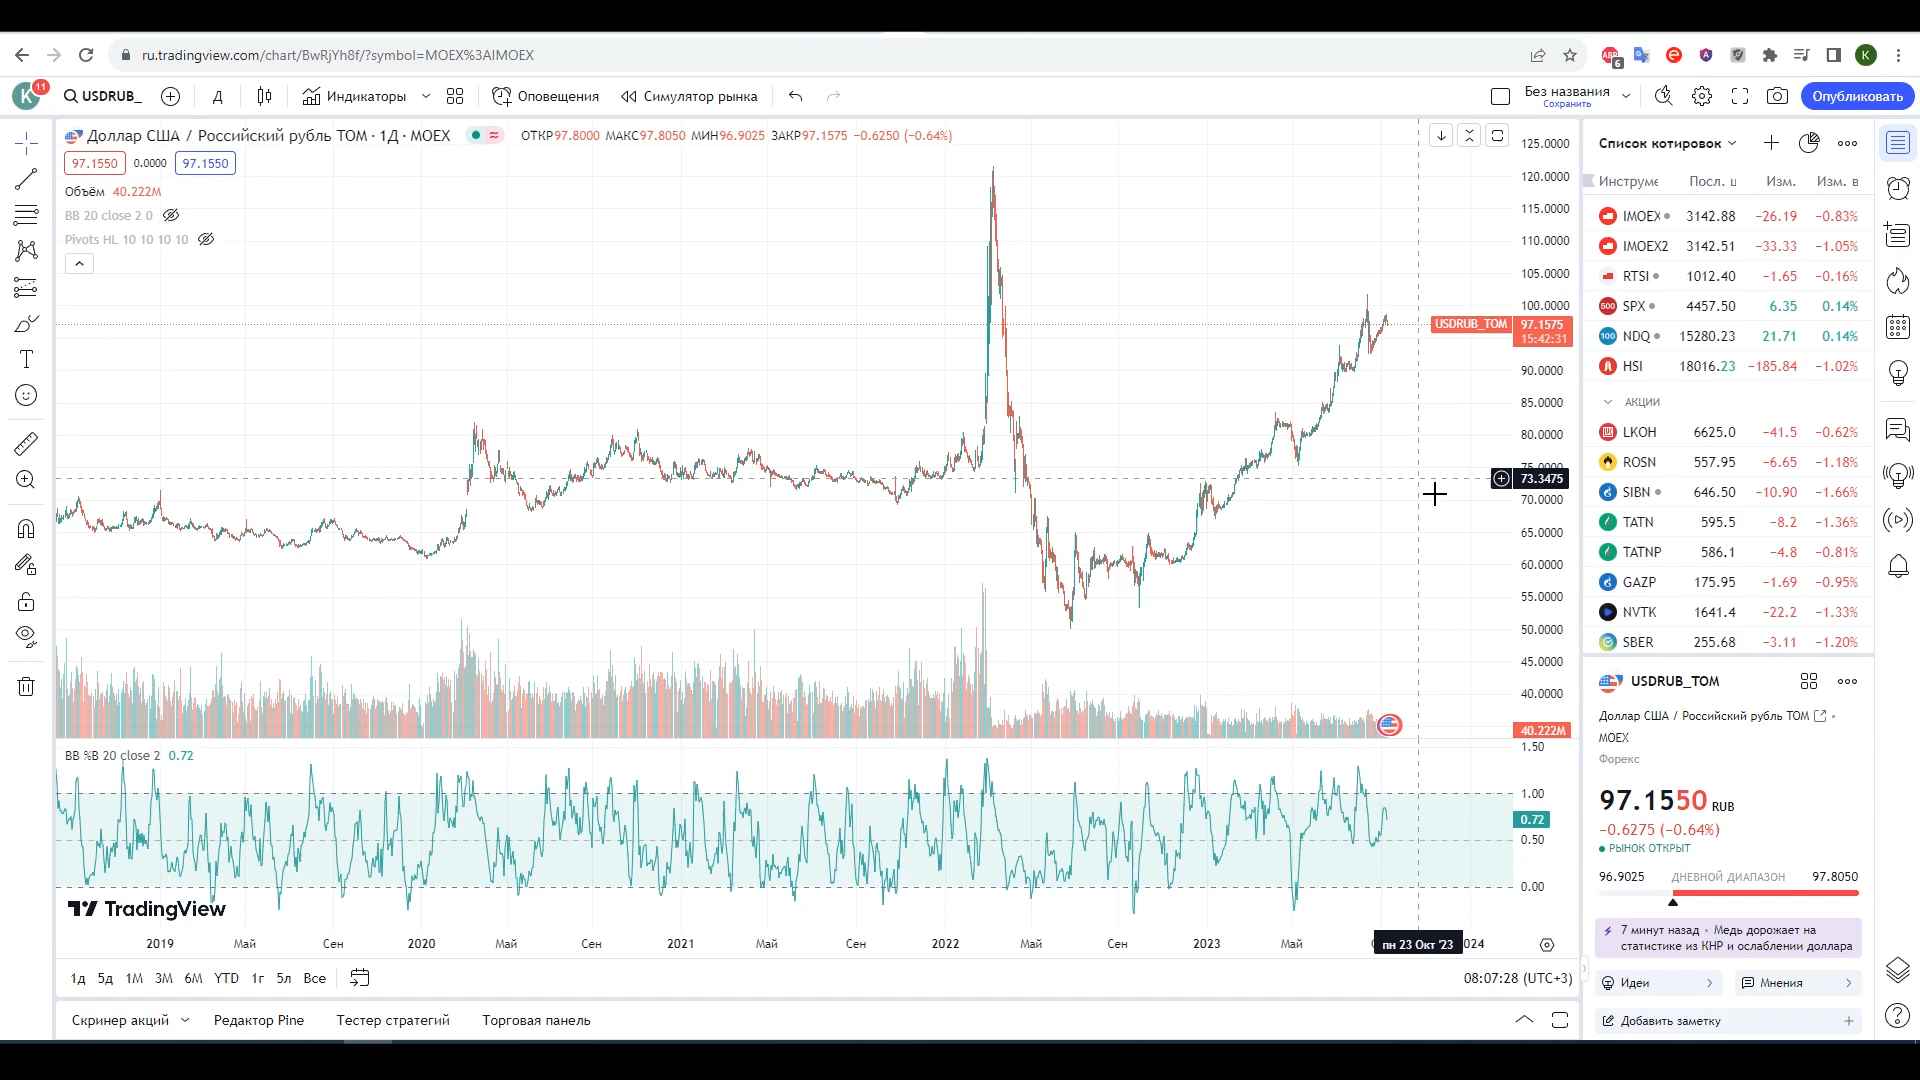 ru.tradingview.com/chart/BwRjYh8f/?symbol=MOEX%3AIMOEX
6
K
K 11 USDRUB_ Д Индикаторы Оповещения Симулятор рынка Без названия Сохранить Опубликовать
Доллар США / Российский рубль ТОМ · 1Д · MOEX ОТКР97.8000 МАКС97.8050 МИН96.9025 ЗАКР97.1575 −0.6250 (−0.64%)
97.1550 0.0000 97.1550
Объём 40.222M
BB 20 close 2 0
Pivots HL 10 10 10 10
125.0000
120.0000
115.0000
110.0000
105.0000
100.0000
USDRUB_TOM 97.1575
15:42:31
90.0000
85.0000
80.0000
75.0000
73.3475
70.0000
65.0000
60.0000
55.0000
50.0000
45.0000
40.0000
40.222M
BB %B 20 close 2 0.72
1.50
1.00
0.72
0.50
0.00
TradingView
2019 Май Сен 2020 Май Сен 2021 Май Сен 2022 Май Сен 2023 Май пн 23 Окт '23 024
1д 5д 1М 3М 6М YTD 1г 5л Все 08:07:28 (UTC+3)
Скринер акций Редактор Pine Тестер стратегий Торговая панель
Список котировок
Инструме Посл. ц Изм. Изм. в
IMOEX 3142.88 −26.19 −0.83%
IMOEX2 3142.51 −33.33 −1.05%
RTSI 1012.40 −1.65 −0.16%
500 SPX 4457.50 6.35 0.14%
100 NDQ 15280.23 21.71 0.14%
HSI 18016.23 −185.84 −1.02%
АКЦИИ
LKOH 6625.0 −41.5 −0.62%
ROSN 557.95 −6.65 −1.18%
SIBN 646.50 −10.90 −1.66%
TATN 595.5 −8.2 −1.36%
TATNP 586.1 −4.8 −0.81%
GAZP 175.95 −1.69 −0.95%
NVTK 1641.4 −22.2 −1.33%
SBER 255.68 −3.11 −1.20%
USDRUB_TOM
Доллар США / Российский рубль ТОМ
MOEX
Форекс
97.1550 RUB
−0.6275 (−0.64%)
РЫНОК ОТКРЫТ
96.9025 ДНЕВНОЙ ДИАПАЗОН 97.8050
7 минут назад · Медь дорожает на
статистике из КНР и ослаблении доллара
Идеи Мнения
Добавить заметку